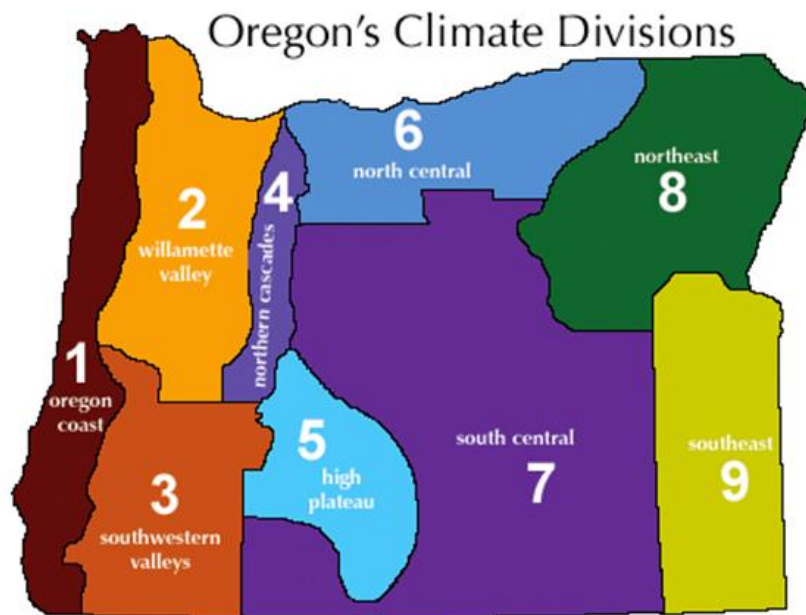 Oregon's Climate Divisions
1
oregon
coast
2
willamette
valley
3
southwestern
valleys
4
northern cascades
5
high
plateau
6
north central
south central
7
northeast
8
southeast
9